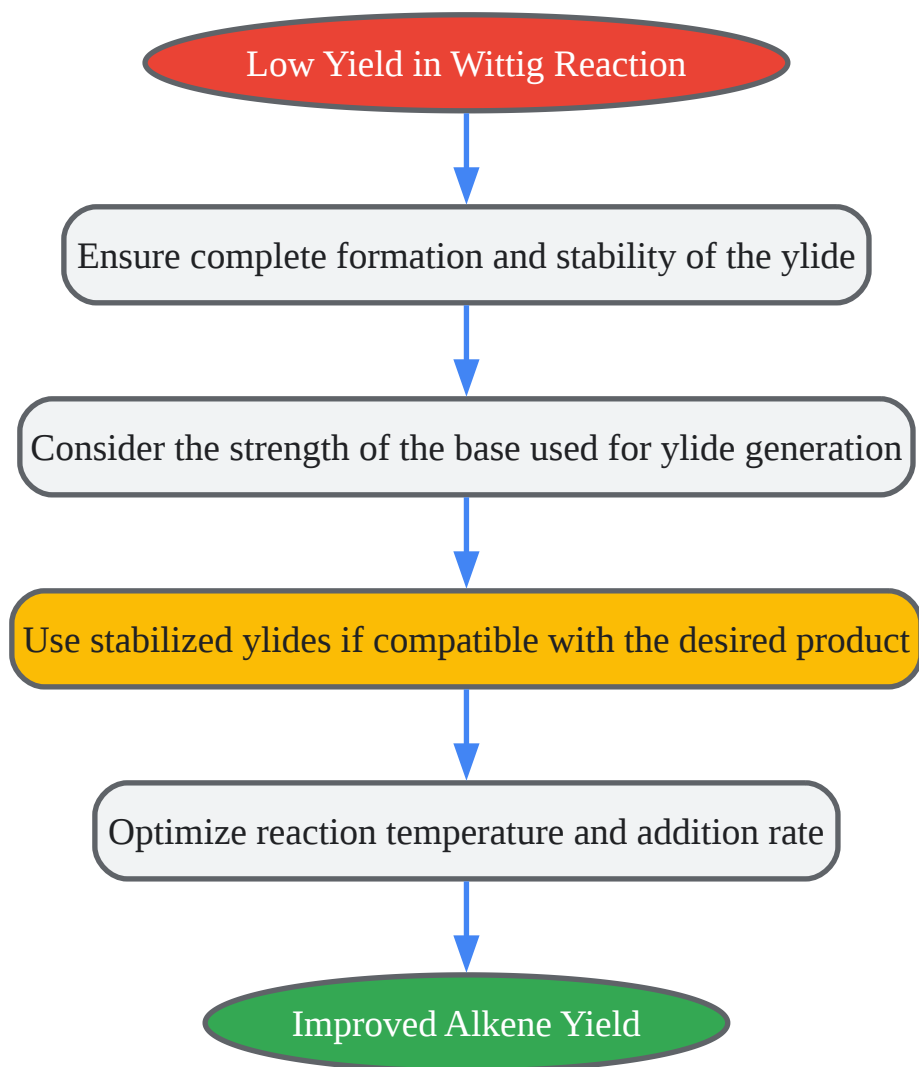 Low Yield in Wittig Reaction
Ensure complete formation and stability of the ylide
Consider the strength of the base used for ylide generation
Use stabilized ylides if compatible with the desired product
Optimize reaction temperature and addition rate
Improved Alkene Yield